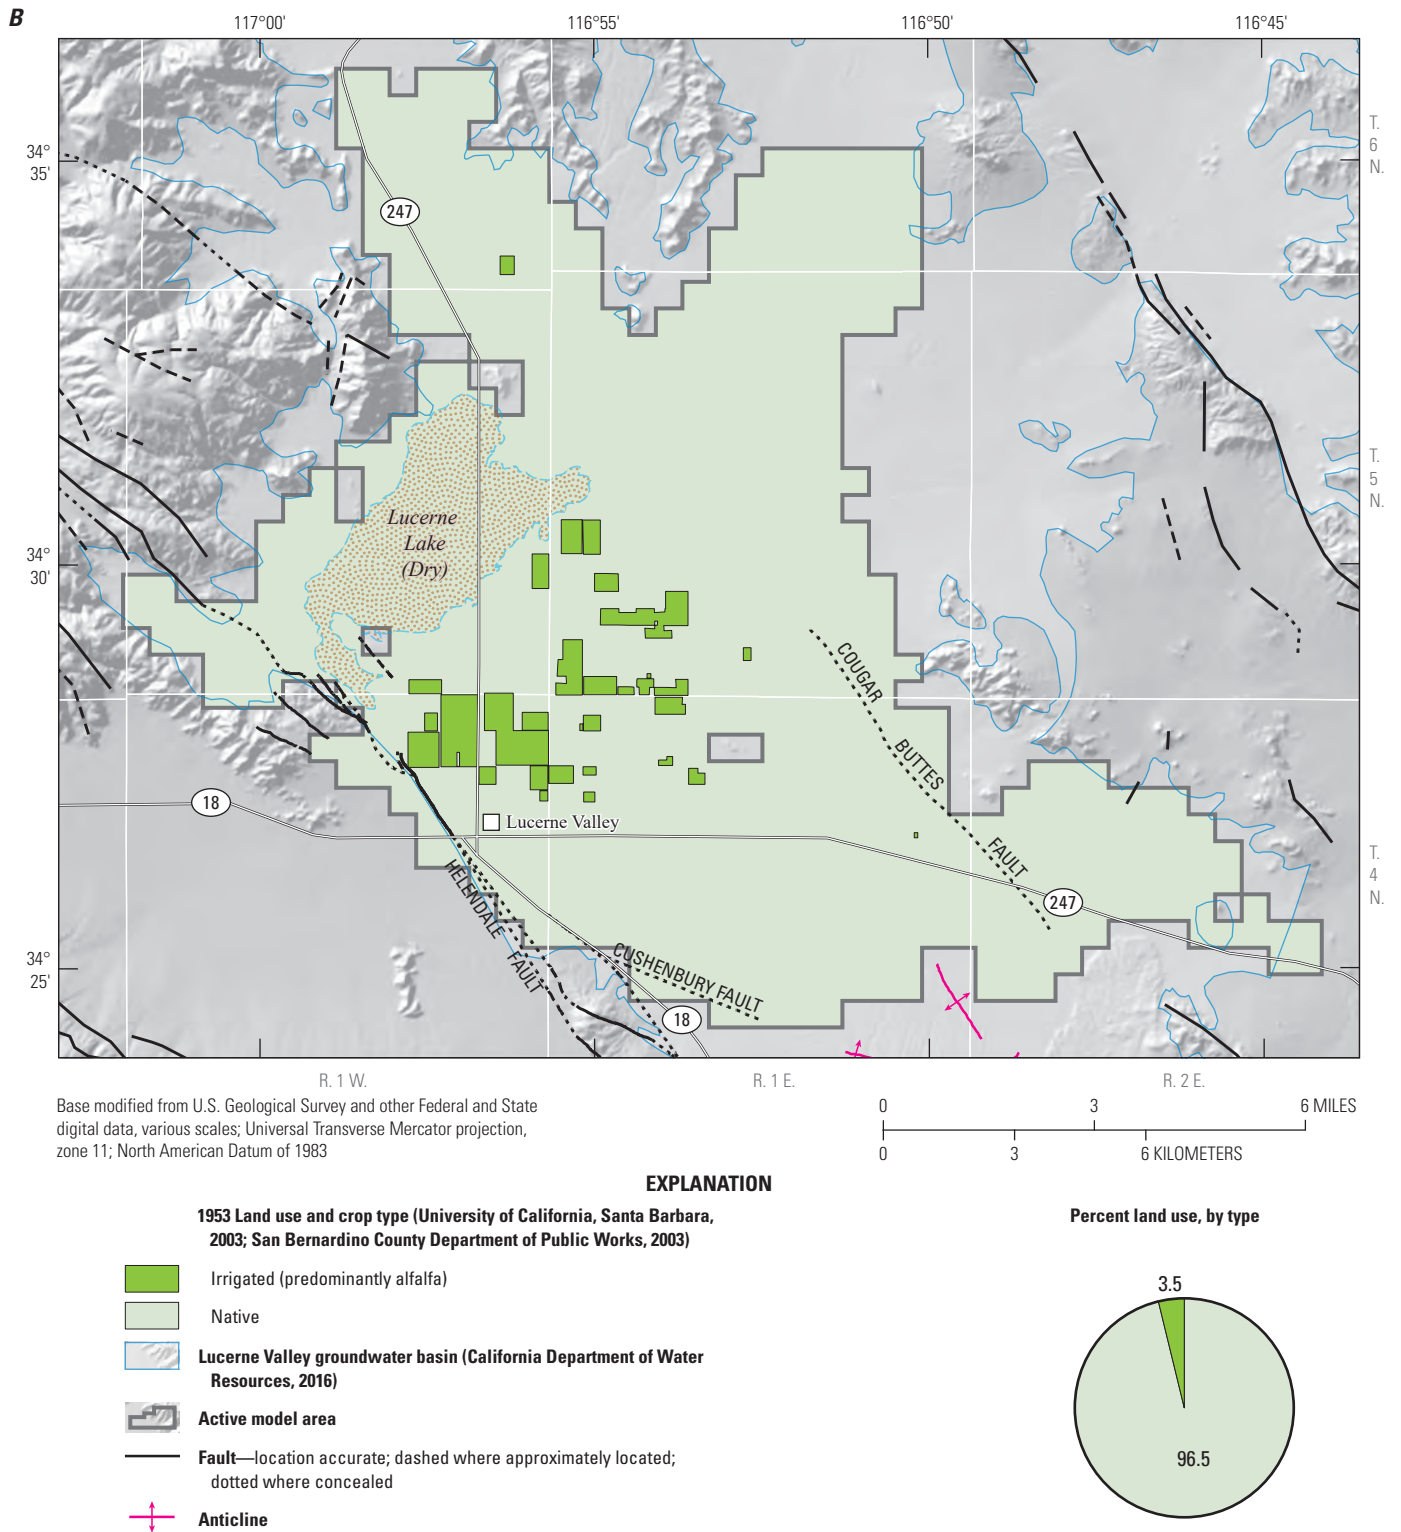 B
117°00'
116°55'
116°50'
116°45'
34°
35'
34°
30'
34°
25'
T.
6
N.
T.
5
N.
T.
4
N.
247
Lucerne
Lake
(Dry)
COUGAR
BUTTES
FAULT
18
Lucerne Valley
HELENDALE
FAULT
CUSHENBURY FAULT
247
18
R. 1 W.
R. 1 E.
R. 2 E.
Base modified from U.S. Geological Survey and other Federal and State
digital data, various scales; Universal Transverse Mercator projection,
zone 11; North American Datum of 1983
0 3 6 MILES
0 3 6 KILOMETERS
EXPLANATION
1953 Land use and crop type (University of California, Santa Barbara,
2003; San Bernardino County Department of Public Works, 2003)
Irrigated (predominantly alfalfa)
Native
Lucerne Valley groundwater basin (California Department of Water
Resources, 2016)
Active model area
Fault—location accurate; dashed where approximately located;
dotted where concealed
Anticline
Percent land use, by type
3.5
96.5